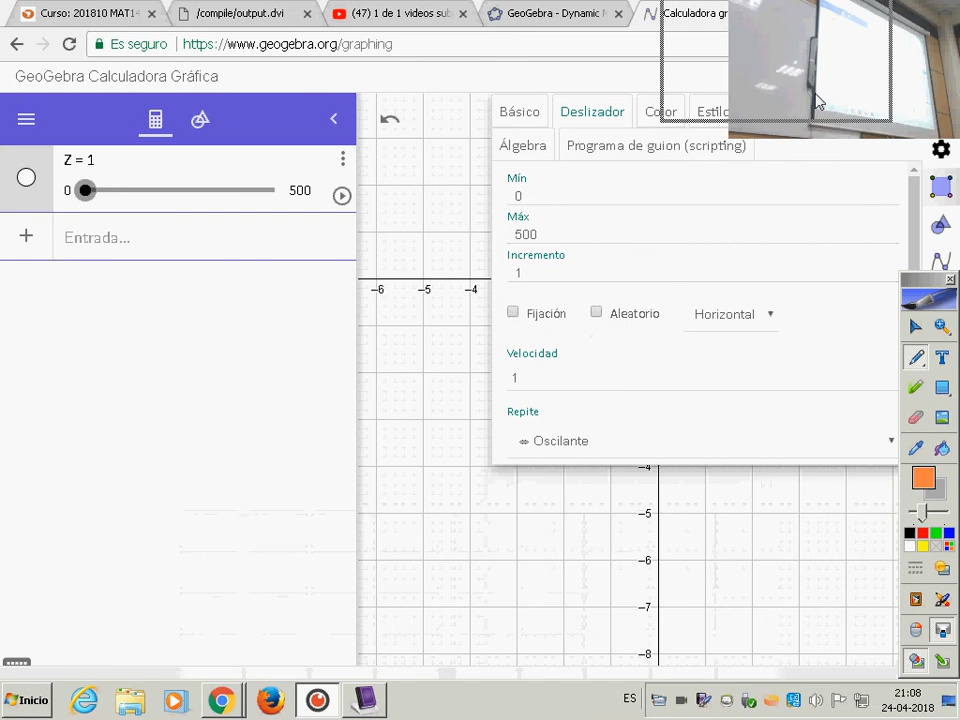 Curso: 201810 MAT1
/compile/output.dvi
(47) 1 de 1 videos sub
GeoGebra - Dynamic M
Calculadora gr
Es seguro
https://www.geogebra.org/graphing
GeoGebra Calculadora Gráfica
Básico
Deslizador
Color
Estilo
Álgebra
Programa de guion (scripting)
Z = 1
0
500
Entrada...
Mín
0
Máx
500
Incremento
1
Fijación
Aleatorio
Horizontal
Velocidad
1
Repite
Oscilante
–6
–5
–4
–4
–5
–6
–7
–8
T
Inicio
ES
21:08
24-04-2018